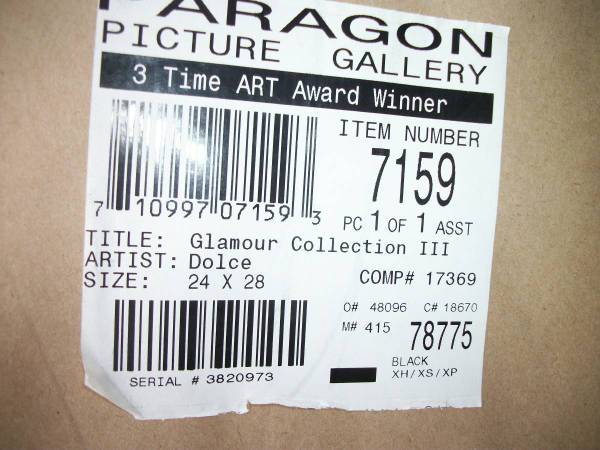 PARAGON
PICTURE GALLERY
3 Time ART Award Winner
ITEM NUMBER
7159
7 10997 07159 3
PC 1 OF 1 ASST
TITLE: Glamour Collection III
ARTIST: Dolce
SIZE: 24 X 28
COMP# 17369
O# 48096 C# 18670
M# 415 78775
BLACK
XH/XS/XP
SERIAL # 3820973